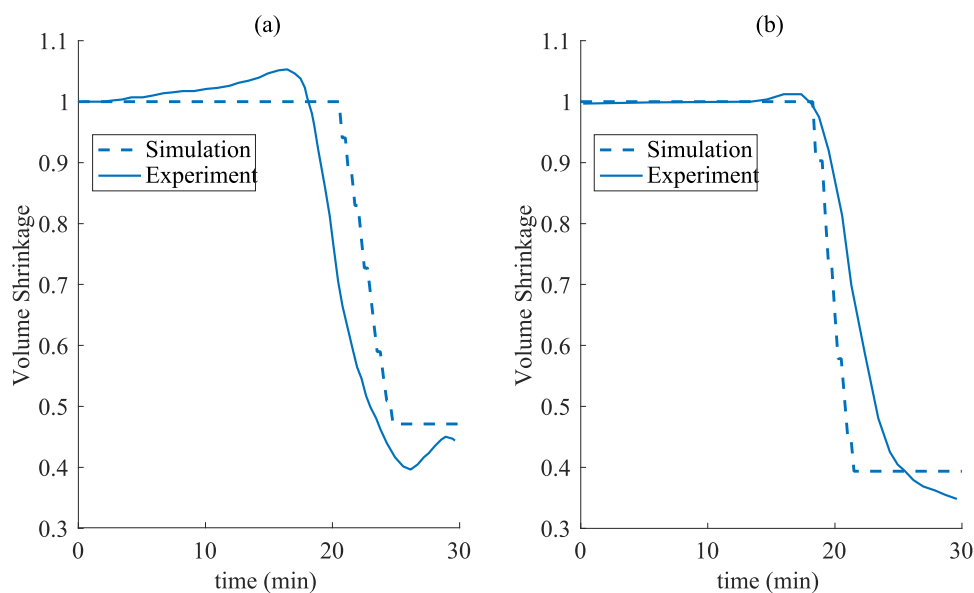 (a)
1.1
1
0.9
0.8
0.7
0.6
0.5
0.4
0.3
Volume Shrinkage
Simulation
Experiment
0
10
20
30
time (min)
(b)
1.1
1
0.9
0.8
0.7
0.6
0.5
0.4
0.3
Volume Shrinkage
Simulation
Experiment
0
10
20
30
time (min)